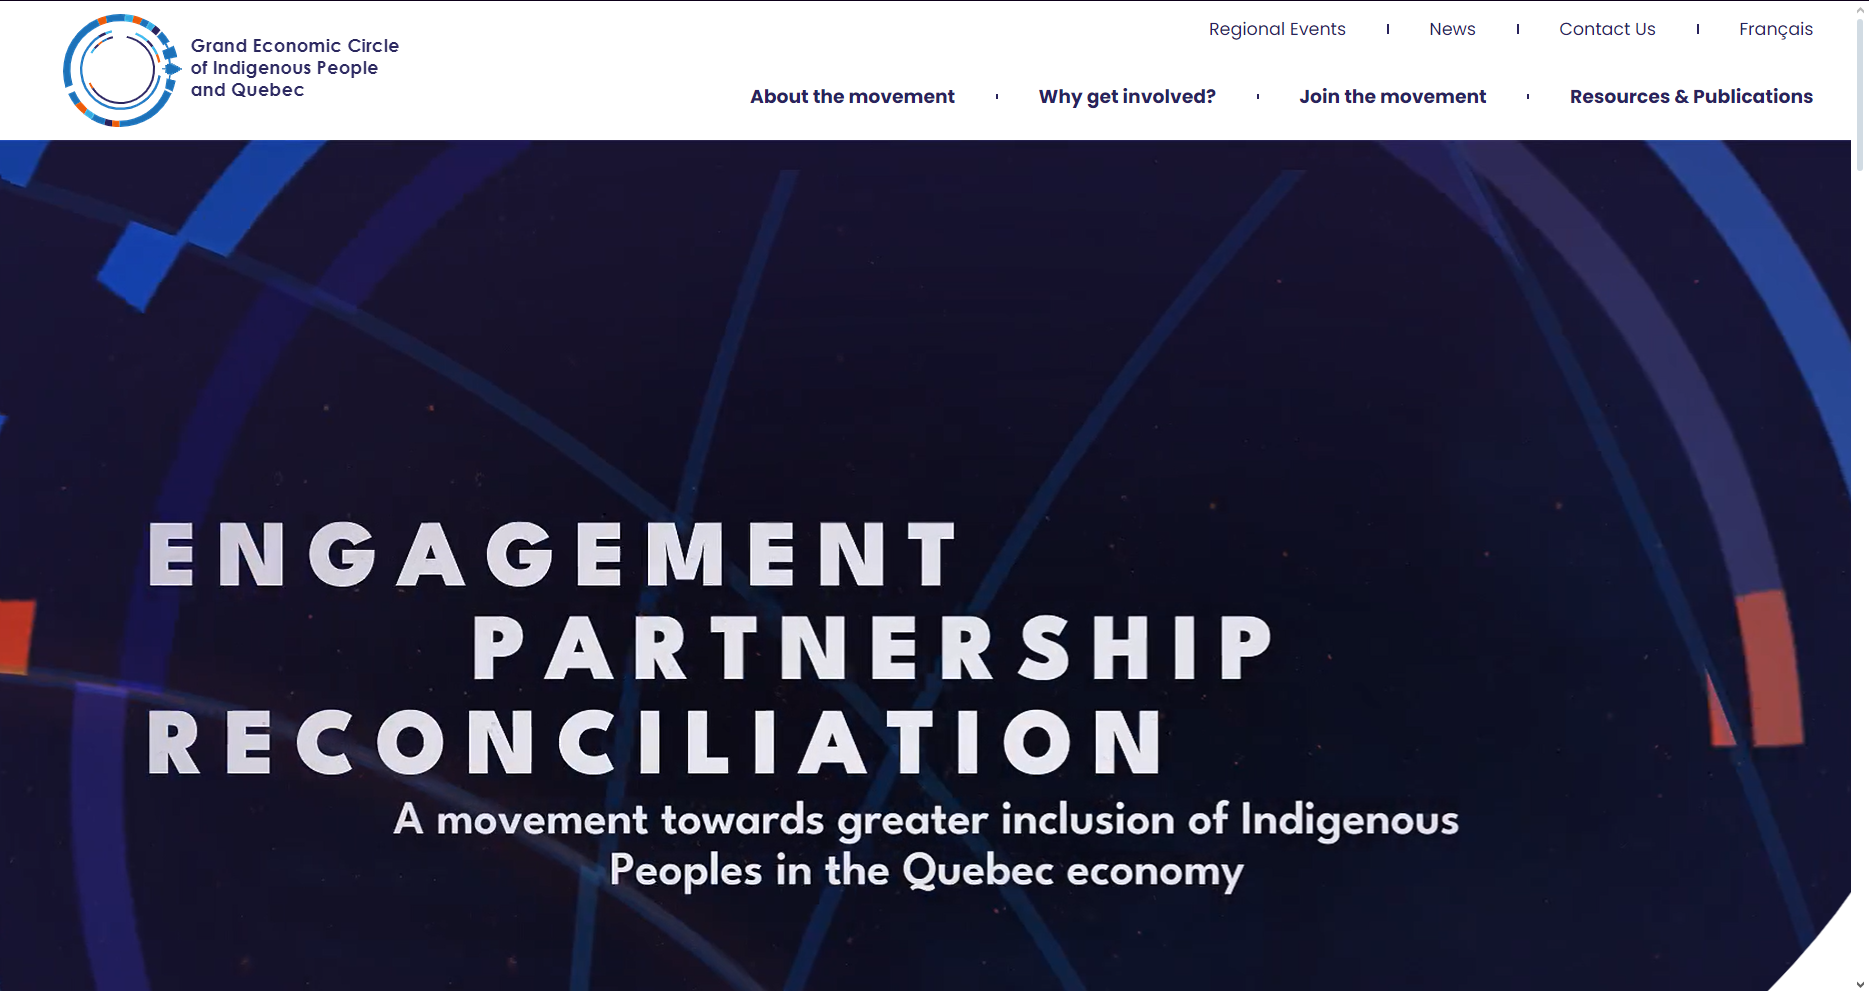 Grand Economic Circle
of Indigenous People
and Quebec
Regional Events
News
Contact Us
Français
About the movement
Why get involved?
Join the movement
Resources & Publications
ENGAGEMENT
PARTNERSHIP
RECONCILIATION
A movement towards greater inclusion of Indigenous
Peoples in the Quebec economy